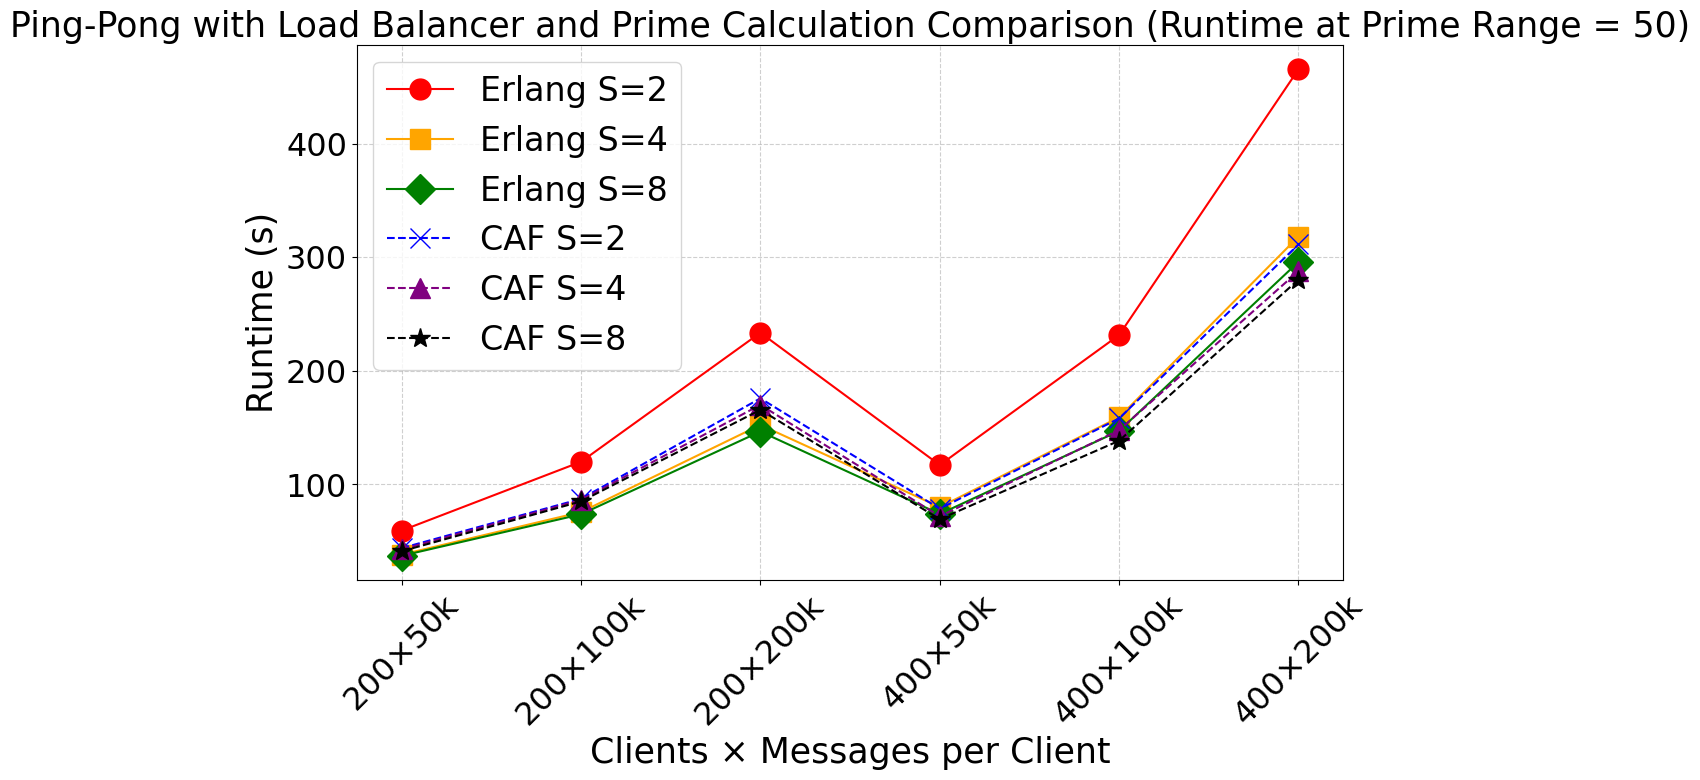 Ping-Pong with Load Balancer and Prime Calculation Comparison (Runtime at Prime Range = 50)
Erlang S=2
Erlang S=4
Erlang S=8
CAF S=2
CAF S=4
CAF S=8
Runtime (s)
400
300
200
100
200×50k
200×100k
200×200k
400×50k
400×100k
400×200k
Clients × Messages per Client